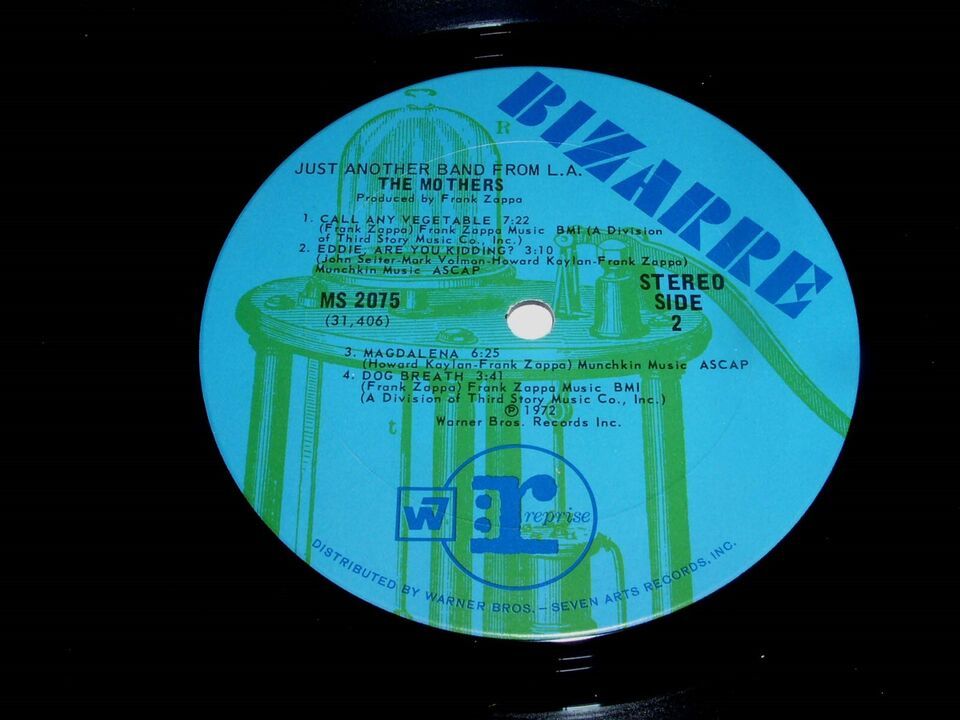 BIZARRE
R
JUST ANOTHER BAND FROM L.A.
THE MOTHERS
Produced by Frank Zappa
1. CALL ANY VEGETABLE 7:22
(Frank Zappa) Frank Zappa Music BMI (A Division
of Third Story Music Co., Inc.)
2. EDDIE, ARE YOU KIDDING? 3:10
(John Seiter-Mark Volman-Howard Kaylan-Frank Zappa)
Munchkin Music ASCAP
MS 2075
(31,406)
STEREO
SIDE
2
3. MAGDALENA 6:25
(Howard Kaylan-Frank Zappa) Munchkin Music ASCAP
4. DOG BREATH 3:41
(Frank Zappa) Frank Zappa Music BMI
(A Division of Third Story Music Co., Inc.)
℗ 1972
Warner Bros. Records Inc.
t
W7
r
reprise
DISTRIBUTED BY WARNER BROS. – SEVEN ARTS RECORDS, INC.